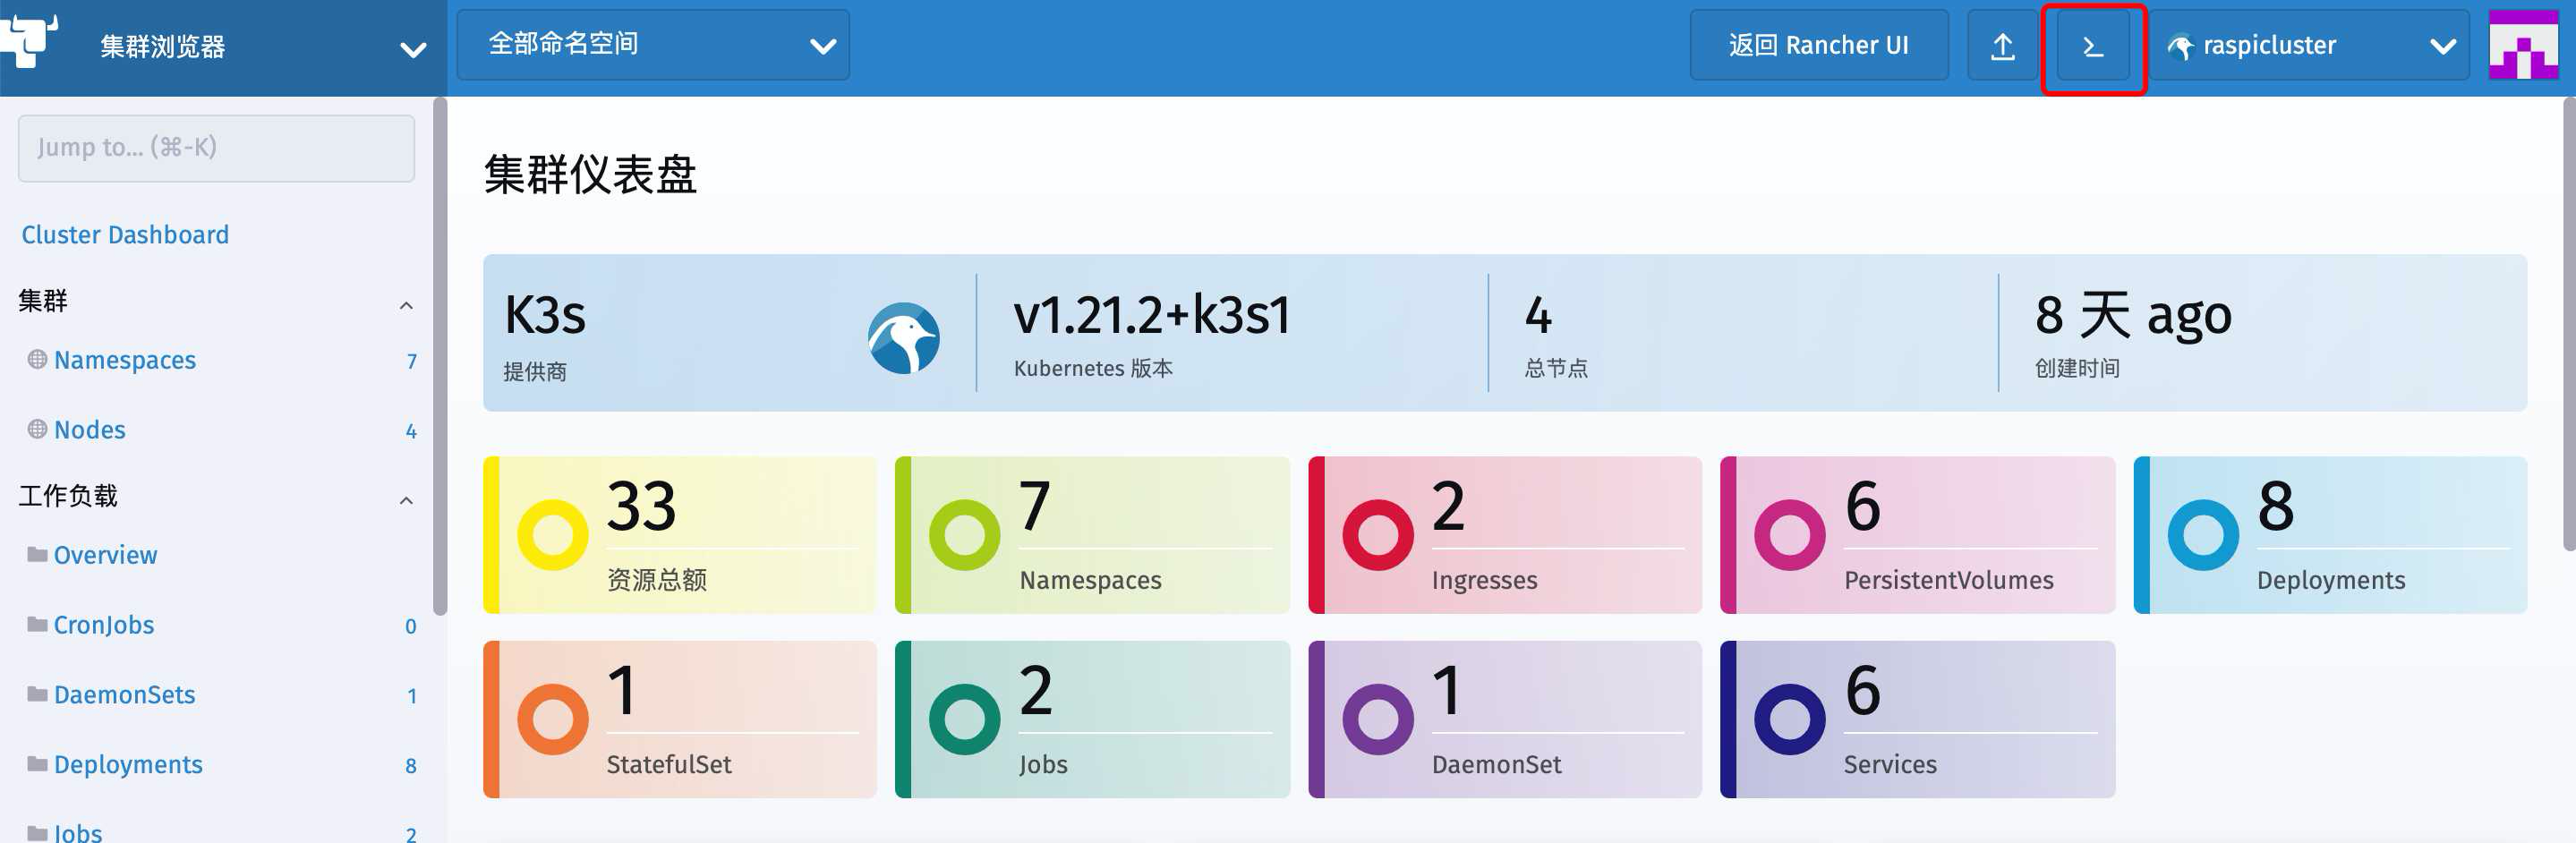 集群浏览器
全部命名空间
返回 Rancher UI
raspicluster
Jump to... (⌘-K)
Cluster Dashboard
集群
Namespaces 7
Nodes 4
工作负载
Overview
CronJobs 0
DaemonSets 1
Deployments 8
Jobs 2
集群仪表盘
K3s
提供商
v1.21.2+k3s1
Kubernetes 版本
4
总节点
8 天 ago
创建时间
33
资源总额
7
Namespaces
2
Ingresses
6
PersistentVolumes
8
Deployments
1
StatefulSet
2
Jobs
1
DaemonSet
6
Services